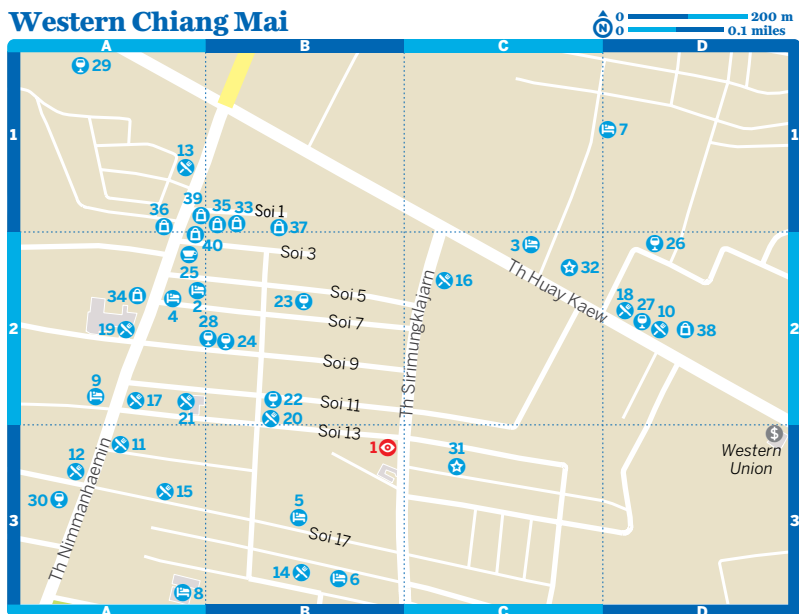 Western Chiang Mai
N
0 200 m
0 0.1 miles
A B C D
29
1 1
7
13
39 35 33 Soi 1
36 37
40
Soi 3
3
26
25
32
16
Th Huay Kaew
34
2
4
23
Soi 5
18 27 10
Soi 7
38
19
28
24
2 2
Soi 9
Th Sirimungklajarn
9
17
21
22
Soi 11
20
Soi 13
1
$
Western
Union
12
11
31
Th Nimmanhaemin
15
30
5
Soi 17
3 3
14
6
8
A B C D